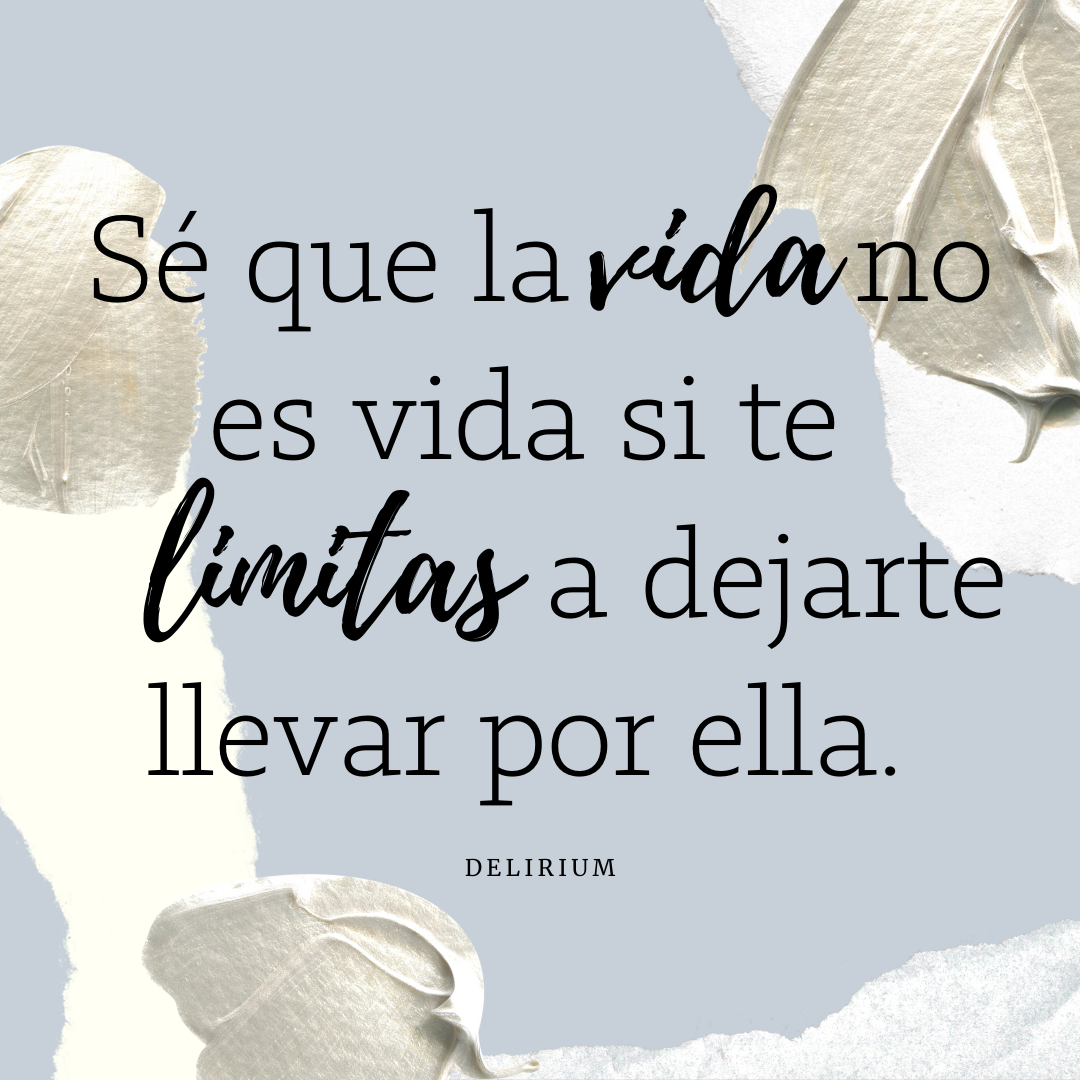 Sé que la vida no
es vida si te
limitas a dejarte
llevar por ella.
DELIRIUM